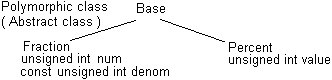 Polymorphic class
( Abstract class )
Base
Fraction
unsigned int num
const unsigned int denom
Percent
unsigned int value